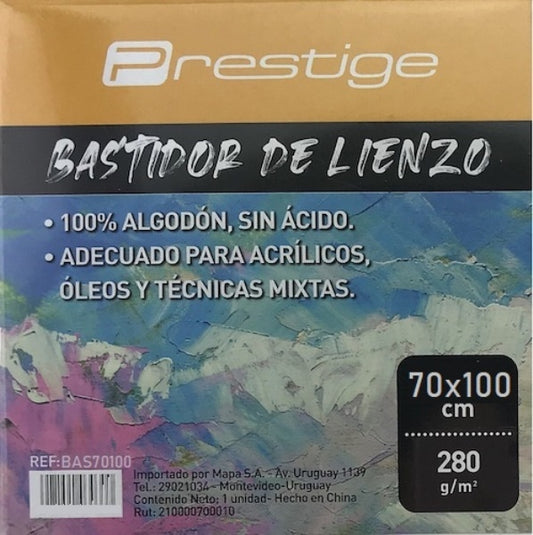 Prestige
BASTIDOR DE LIENZO
• 100% ALGODÓN, SIN ÁCIDO.
• ADECUADO PARA ACRÍLICOS,
ÓLEOS Y TÉCNICAS MIXTAS.
70x100
cm
280
g/m²
REF:BAS70100
Importado por Mapa S.A. - Av. Uruguay 1139
Tel.: 29021034 - Montevideo-Uruguay
Contenido Neto; 1 unidad- Hecho en China
Rut: 210000700010